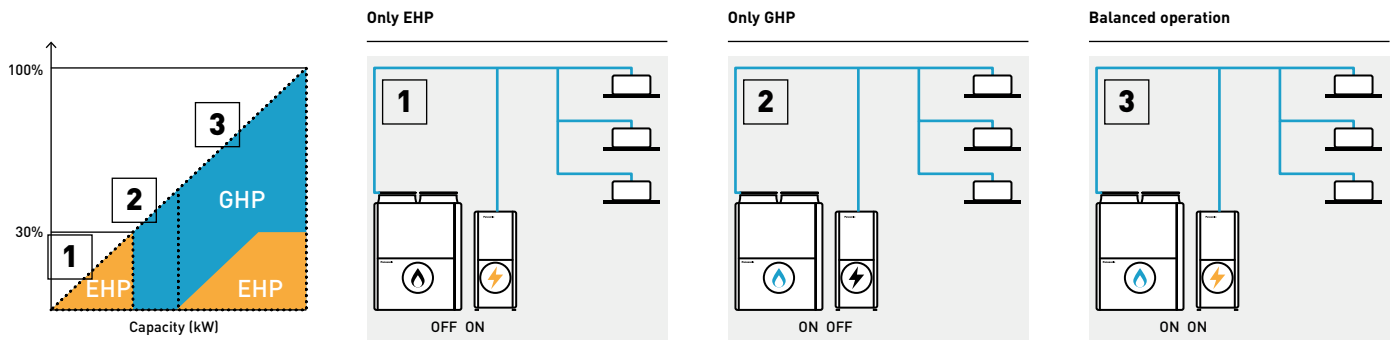 100%
30%
1
2
3
EHP
GHP
EHP
Capacity (kW)
Only EHP
1
OFF ON
Only GHP
2
ON OFF
Balanced operation
3
ON ON